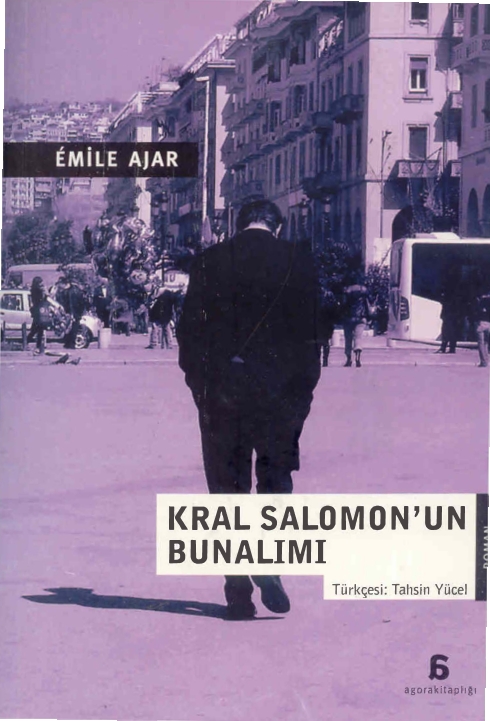 ÉMİLE AJAR
KRAL SALOMON'UN
BUNALIMI
ROMAN
Türkçesi: Tahsin Yücel
agorakitaplığı